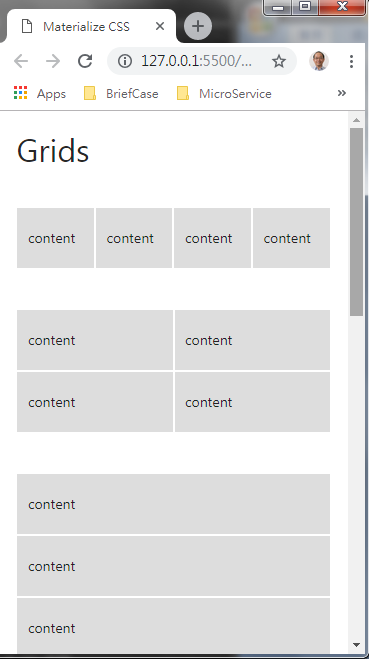 Materialize CSS
127.0.0.1:5500/...
Apps BriefCase MicroService »
Grids
content content content content
content content
content content
content
content
content